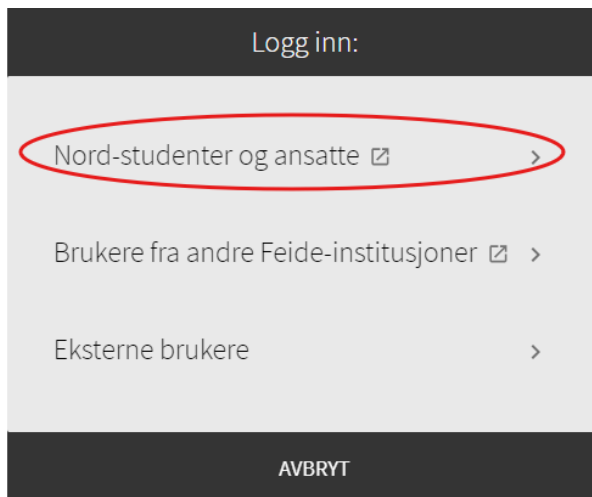 Logg inn:
Nord-studenter og ansatte
Brukere fra andre Feide-institusjoner
Eksterne brukere
AVBRYT